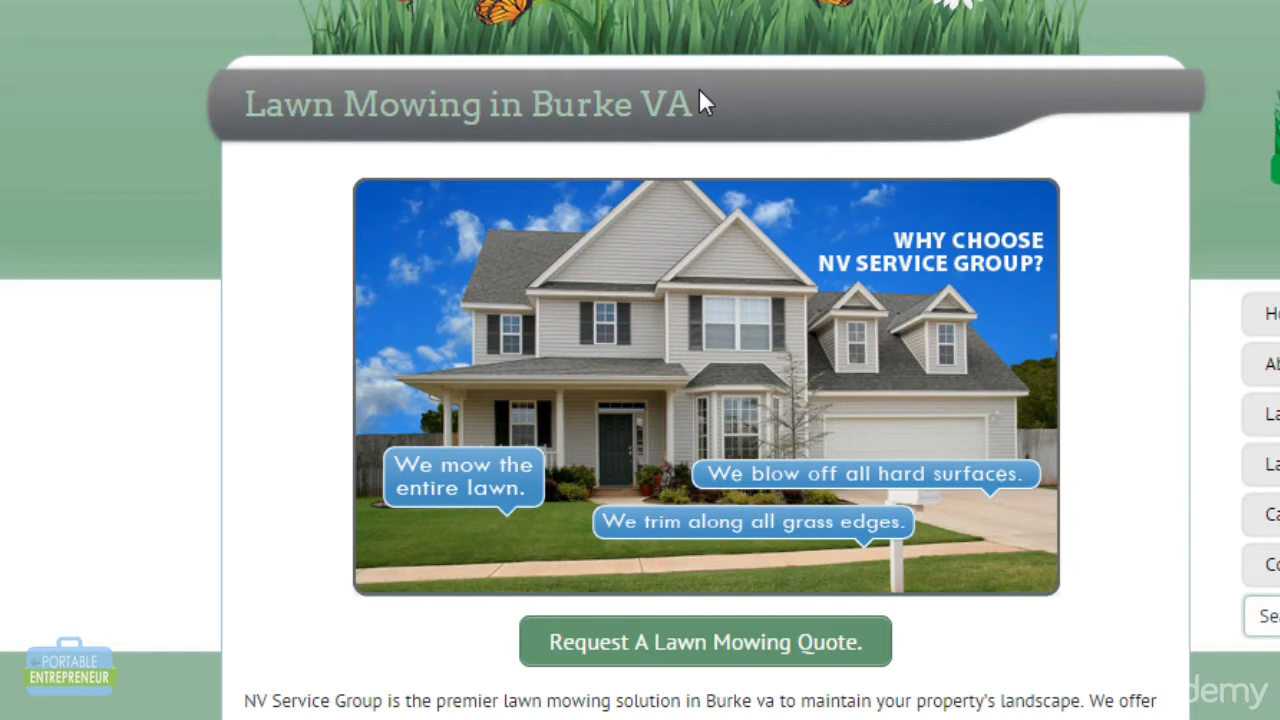 Lawn Mowing in Burke VA
WHY CHOOSE
NV SERVICE GROUP?
We mow the
entire lawn.
We blow off all hard surfaces.
We trim along all grass edges.
Request A Lawn Mowing Quote.
NV Service Group is the premier lawn mowing solution in Burke va to maintain your property's landscape. We offer
PORTABLE
ENTREPRENEUR